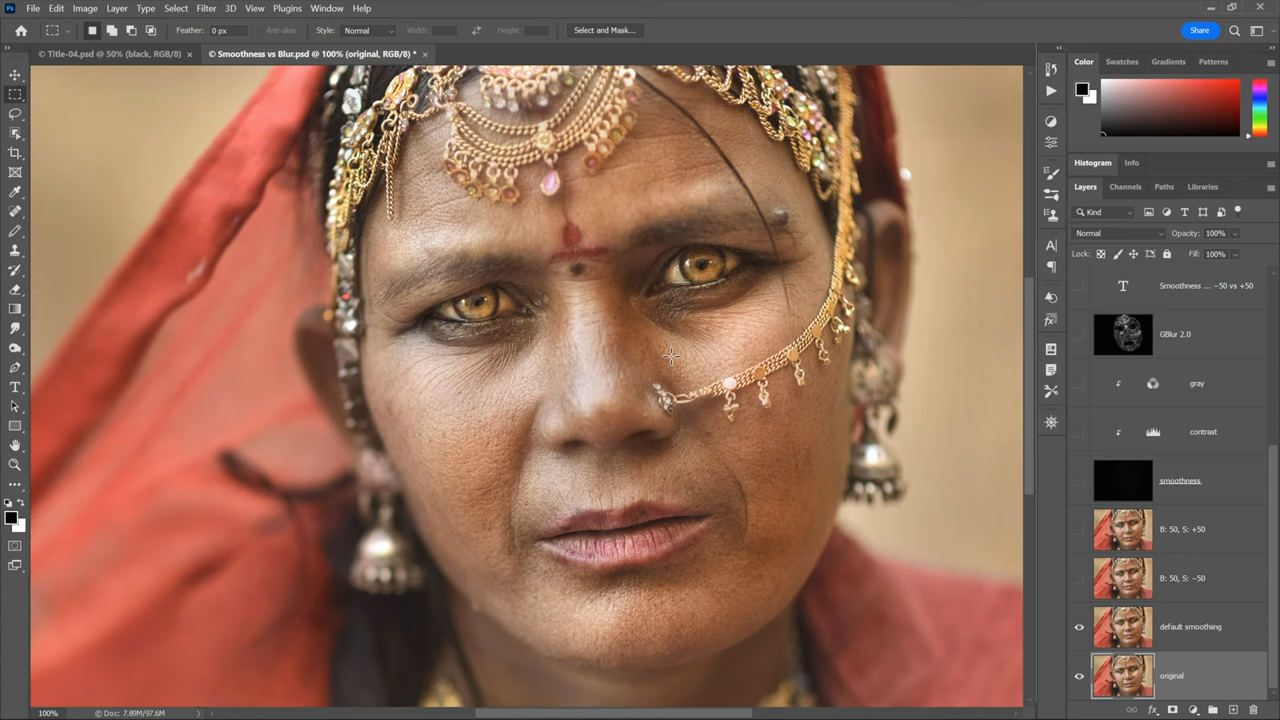 Ps File Edit Image Layer Type Select Filter 3D View Plugins Window Help
Feather: 0 px Anti-alias Style: Normal Width: Height: Select and Mask... Share
© Title-04.psd @ 50% (black, RGB/8) × © Smoothness vs Blur.psd @ 100% (original, RGB/8) * ×
Color Swatches Gradients Patterns
Histogram Info
Layers Channels Paths Libraries
Kind
Normal Opacity: 100%
Lock: Fill: 100%
T Smoothness ... −50 vs +50
GBlur 2.0
gray
contrast
smoothness
B: 50, S: +50
B: 50, S: −50
default smoothing
original
100% © Doc: 7.89M/97.6M